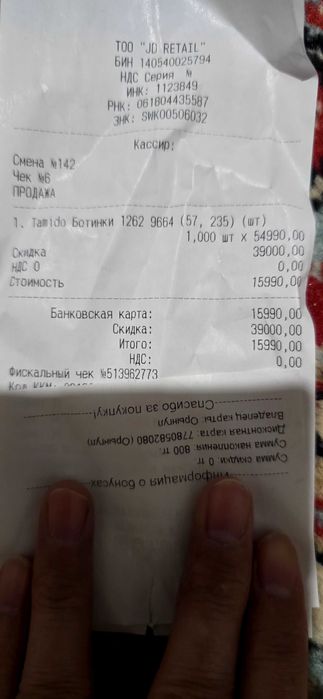 ТОО "JD RETAIL"
БИН 140540025794
НДС Серия №
ИНК: 1123849
РНК: 061804435587
ЗНК: SWK00506032
Кассир:
Смена №142
Чек №6
ПРОДАЖА
1. Tamido Ботинки 1262 9664 (57, 235) (шт)
1,000 шт x 54990,00
Скидка 39000,00
НДС 0 0,00
Стоимость 15990,00
Банковская карта: 15990,00
Скидка: 39000,00
Итого: 15990,00
НДС: 0,00
Фискальный чек №513962773
Код ККМ:
Спасибо за покупку!
Владелец карты: Орынгул
Дисконтная карта: 7780582080 (Орынгул)
Сумма накопления: 800 тг.
Сумма скидки: 0, тг
Информация о бонусах